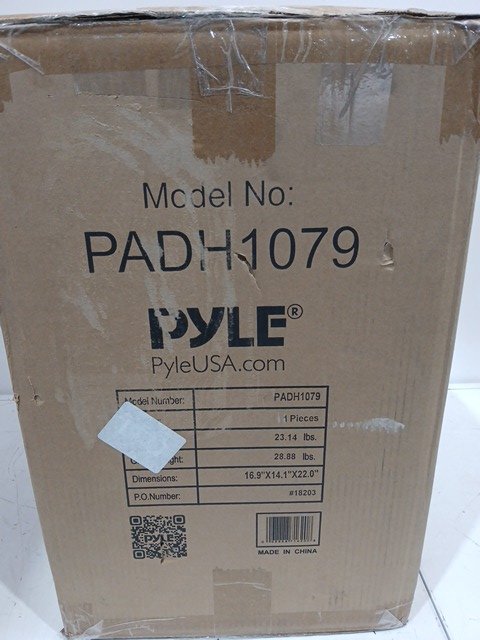 Model No:
PADH1079
PYLE®
PyleUSA.com
Model Number: PADH1079
1 Pieces
23.14 lbs.
28.88 lbs.
Dimensions: 16.9"X14.1"X22.0"
P.O.Number: #18203
PYLE
MADE IN CHINA